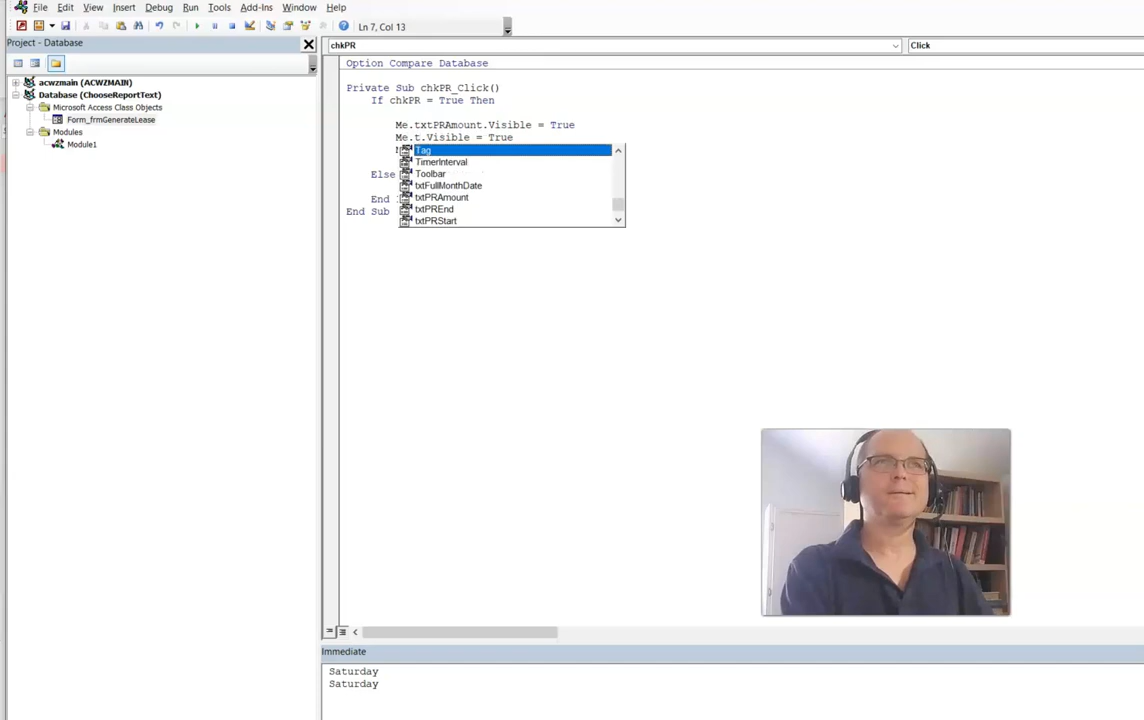 File Edit View Insert Debug Run Tools Add-Ins Window Help
Ln 7, Col 13
Project - Database
chkPR
Click
acwzmain (ACWZMAIN)
Database (ChooseReportText)
Microsoft Access Class Objects
Form_frmGenerateLease
Modules
Module1
Option Compare Database
Private Sub chkPR_Click()
If chkPR = True Then
Me.txtPRAmount.Visible = True
Me.t.Visible = True
Tag
TimerInterval
Toolbar
txtFullMonthDate
txtPRAmount
txtPREnd
txtPRStart
Else
End
End Sub
Immediate
Saturday
Saturday